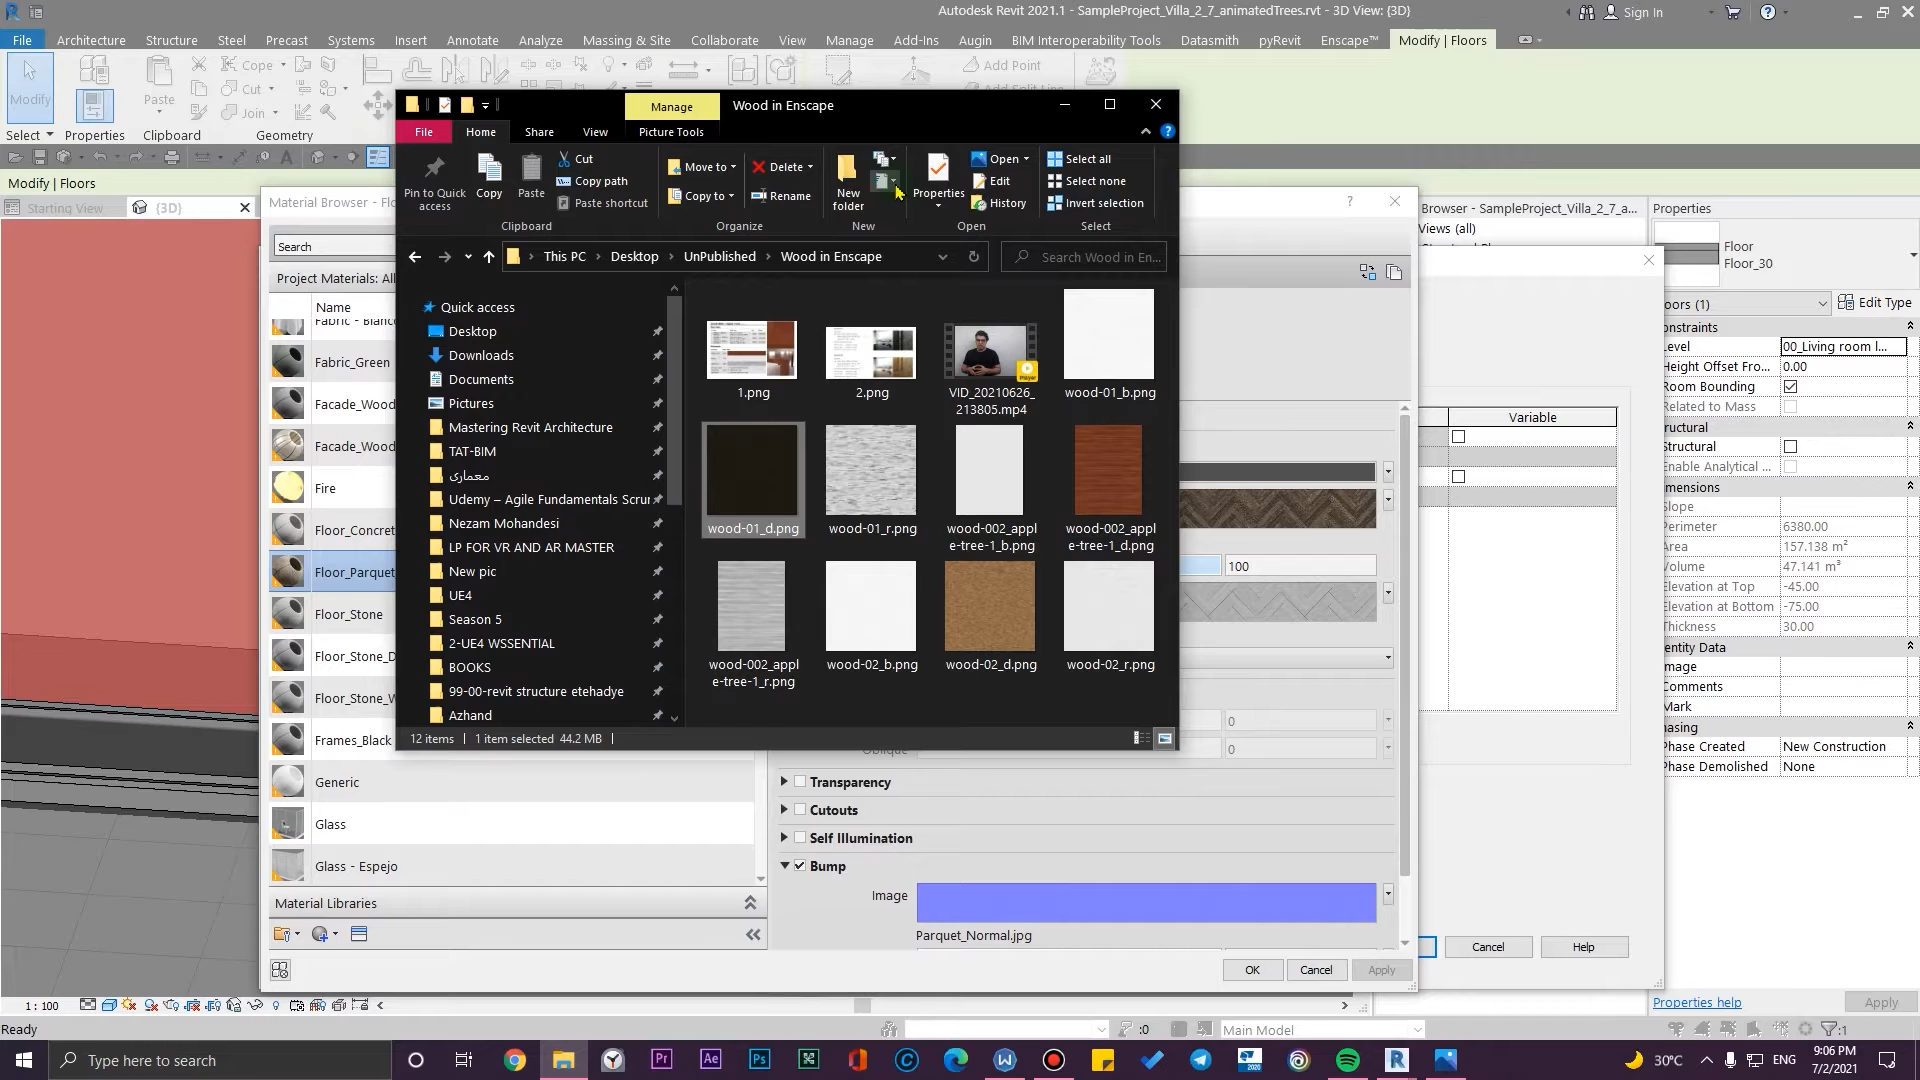 Autodesk Revit 2021.1 - SampleProject_Villa_2_7_animatedTrees.rvt - 3D View: {3D}
Sign In
File Architecture Structure Steel Precast Systems Insert Annotate Analyze Massing & Site Collaborate View Manage Add-Ins Augin BIM Interoperability Tools Datasmith pyRevit Enscape™ Modify | Floors
Modify
Paste
Cope
Cut
Join
Add Point
Select Properties Clipboard Geometry
Modify | Floors
Starting View
{3D}
Manage
Wood in Enscape
File Home Share View Picture Tools
Pin to Quick access
Copy
Paste
Cut
Copy path
Paste shortcut
Move to
Copy to
Delete
Rename
New folder
Properties
Open
Edit
History
Select all
Select none
Invert selection
Clipboard Organize New Open Select
This PC Desktop UnPublished Wood in Enscape
Search Wood in En...
Quick access
Desktop
Downloads
Documents
Pictures
Mastering Revit Architecture
TAT-BIM
معماری
Udemy – Agile Fundamentals Scru
Nezam Mohandesi
LP FOR VR AND AR MASTER
New pic
UE4
Season 5
2-UE4 WSSENTIAL
BOOKS
99-00-revit structure etehadye
Azhand
1.png
2.png
VID_20210626_
213805.mp4
wood-01_b.png
wood-01_d.png
wood-01_r.png
wood-002_appl
e-tree-1_b.png
wood-002_appl
e-tree-1_d.png
wood-002_appl
e-tree-1_r.png
wood-02_b.png
wood-02_d.png
wood-02_r.png
12 items 1 item selected 44.2 MB
Material Browser - Flo
Search
Project Materials: All
Name
Fabric_Green
Facade_Wood
Facade_Wood
Fire
Floor_Concret
Floor_Parquet
Floor_Stone
Floor_Stone_D
Floor_Stone_W
Frames_Black
Generic
Glass
Glass - Espejo
Material Libraries
100
0
0
Transparency
Cutouts
Self Illumination
Bump
Image
Parquet_Normal.jpg
OK
Cancel
Apply
Variable
Cancel
Help
Browser - SampleProject_Villa_2_7_a...
Views (all)
Properties
Floor
Floor_30
oors (1)
Edit Type
onstraints
evel 00_Living room l...
Height Offset Fro... 0.00
Room Bounding
Related to Mass
ructural
Structural
Enable Analytical ...
imensions
Slope
Perimeter 6380.00
Area 157.138 m²
Volume 47.141 m³
Elevation at Top -45.00
Elevation at Bottom -75.00
Thickness 30.00
entity Data
mage
Comments
Mark
hasing
Phase Created New Construction
Phase Demolished None
Properties help
Apply
1 : 100
Ready
:0
Main Model
:1
Type here to search
30°C
ENG
9:06 PM
7/2/2021